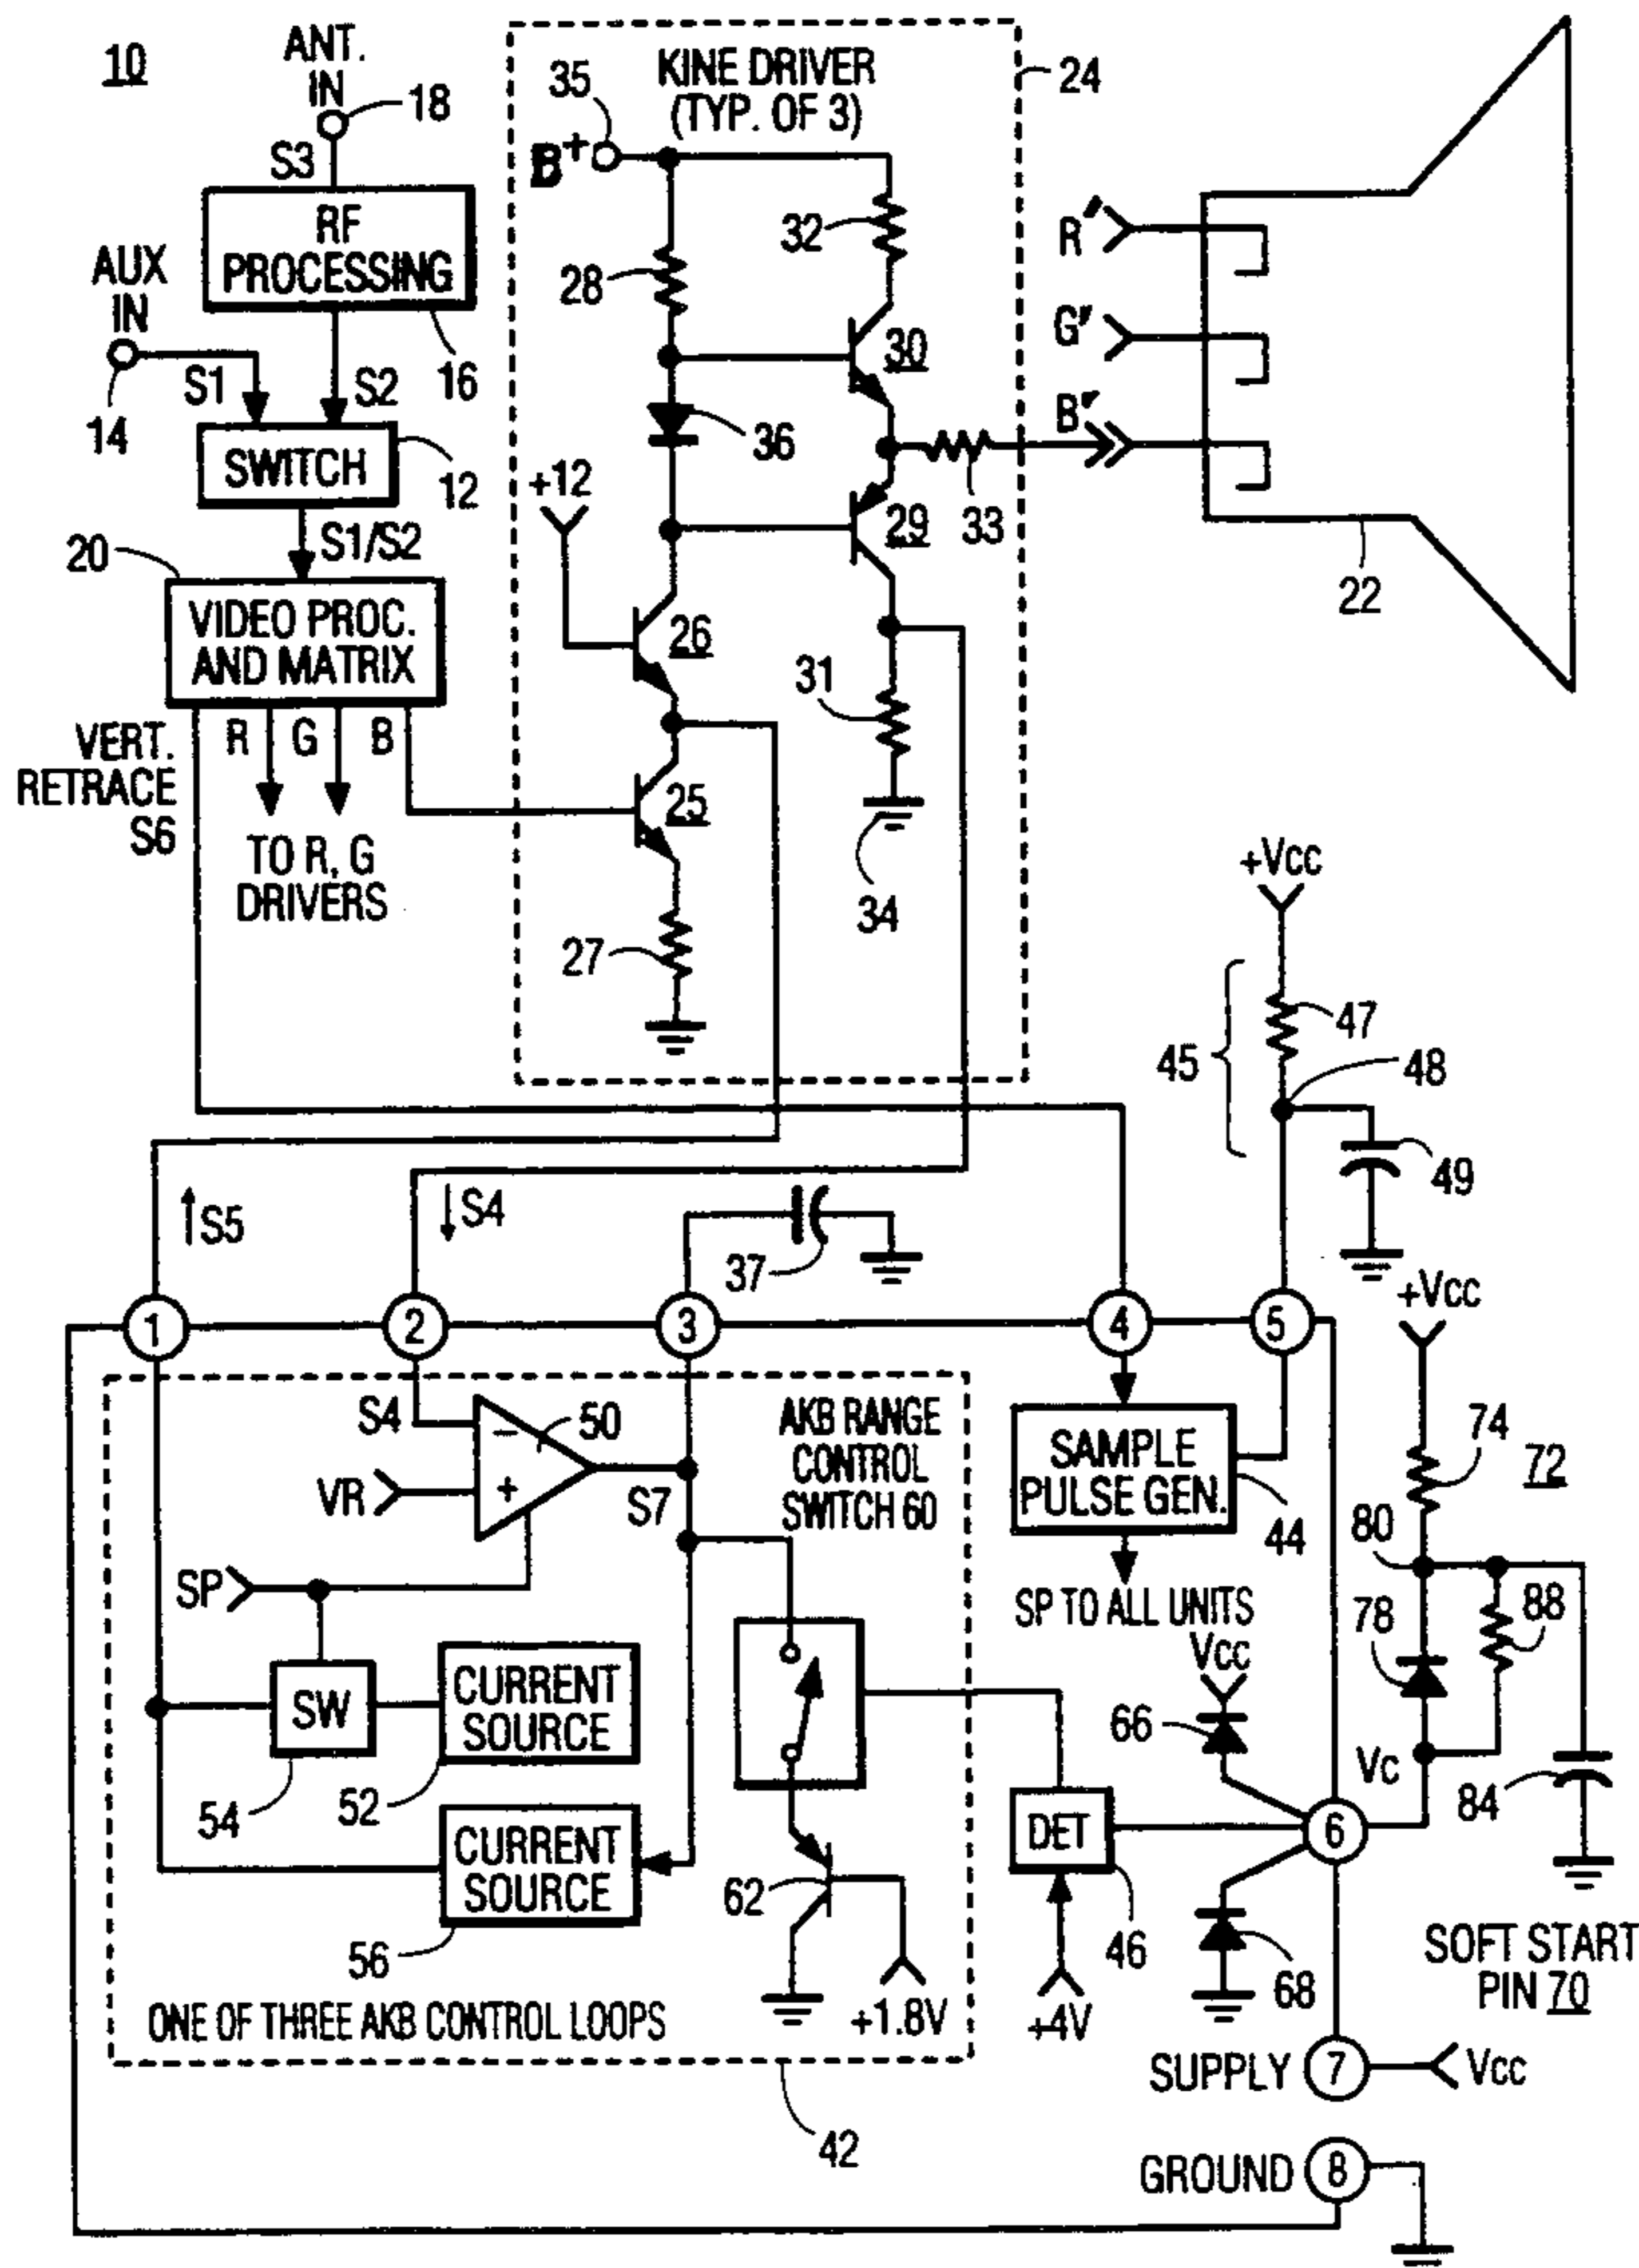 10
ANT.
IN
18
S3
RF
PROCESSING
16
AUX
IN
14
S1
S2
SWITCH
12
S1/S2
20
VIDEO PROC.
AND MATRIX
VERT.
RETRACE
S6
R
G
B
TO R, G
DRIVERS
KINE DRIVER
(TYP. OF 3)
24
35
B+
32
28
30
36
+12
29
33
26
31
25
34
27
R"
G"
B"
22
+Vcc
47
45
48
49
S5
S4
37
1
2
3
4
5
+Vcc
S4
−
50
+
VR
S7
AKB RANGE
CONTROL
SWITCH 60
SAMPLE
PULSE GEN.
44
SP TO ALL UNITS
74
72
80
78
88
SP
SW
54
CURRENT
SOURCE
52
CURRENT
SOURCE
56
62
+1.8V
Vcc
66
Vc
84
DET
46
+4V
6
68
SOFT START
PIN 70
ONE OF THREE AKB CONTROL LOOPS
42
SUPPLY
7
Vcc
GROUND
8